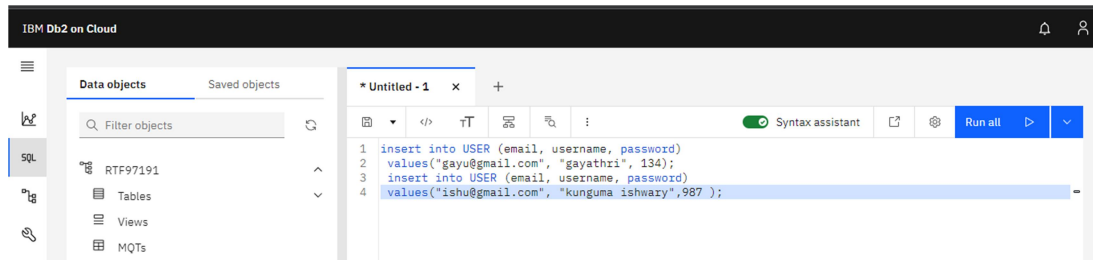 IBM Db2 on Cloud
Data objects
Saved objects
* Untitled - 1
Filter objects
Syntax assistant
Run all
SQL
RTF97191
Tables
Views
MQTs
1 insert into USER (email, username, password)
2 values("gayu@gmail.com", "gayathri", 134);
3 insert into USER (email, username, password)
4 values("ishu@gmail.com", "kunguma ishwary",987 );